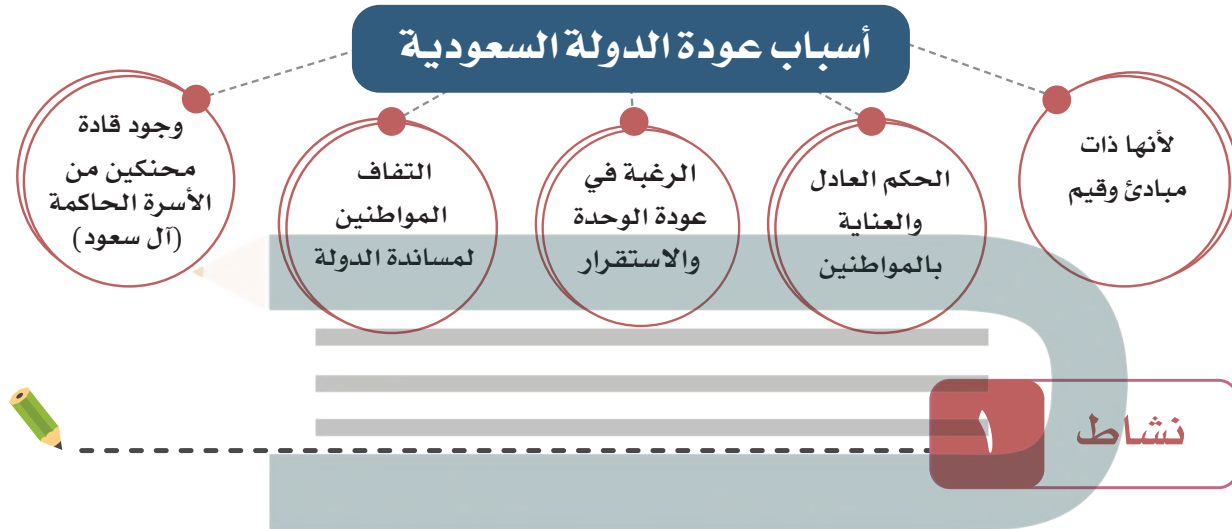 أسباب عودة الدولة السعودية
لأنها ذات
مبادئ وقيم
الحكم العادل
والعناية
بالمواطنين
الرغبة في
عودة الوحدة
والاستقرار
التفاف
المواطنين
لمساندة الدولة
وجود قادة
محنكين من
الأسرة الحاكمة
(آل سعود)
نشاط ١